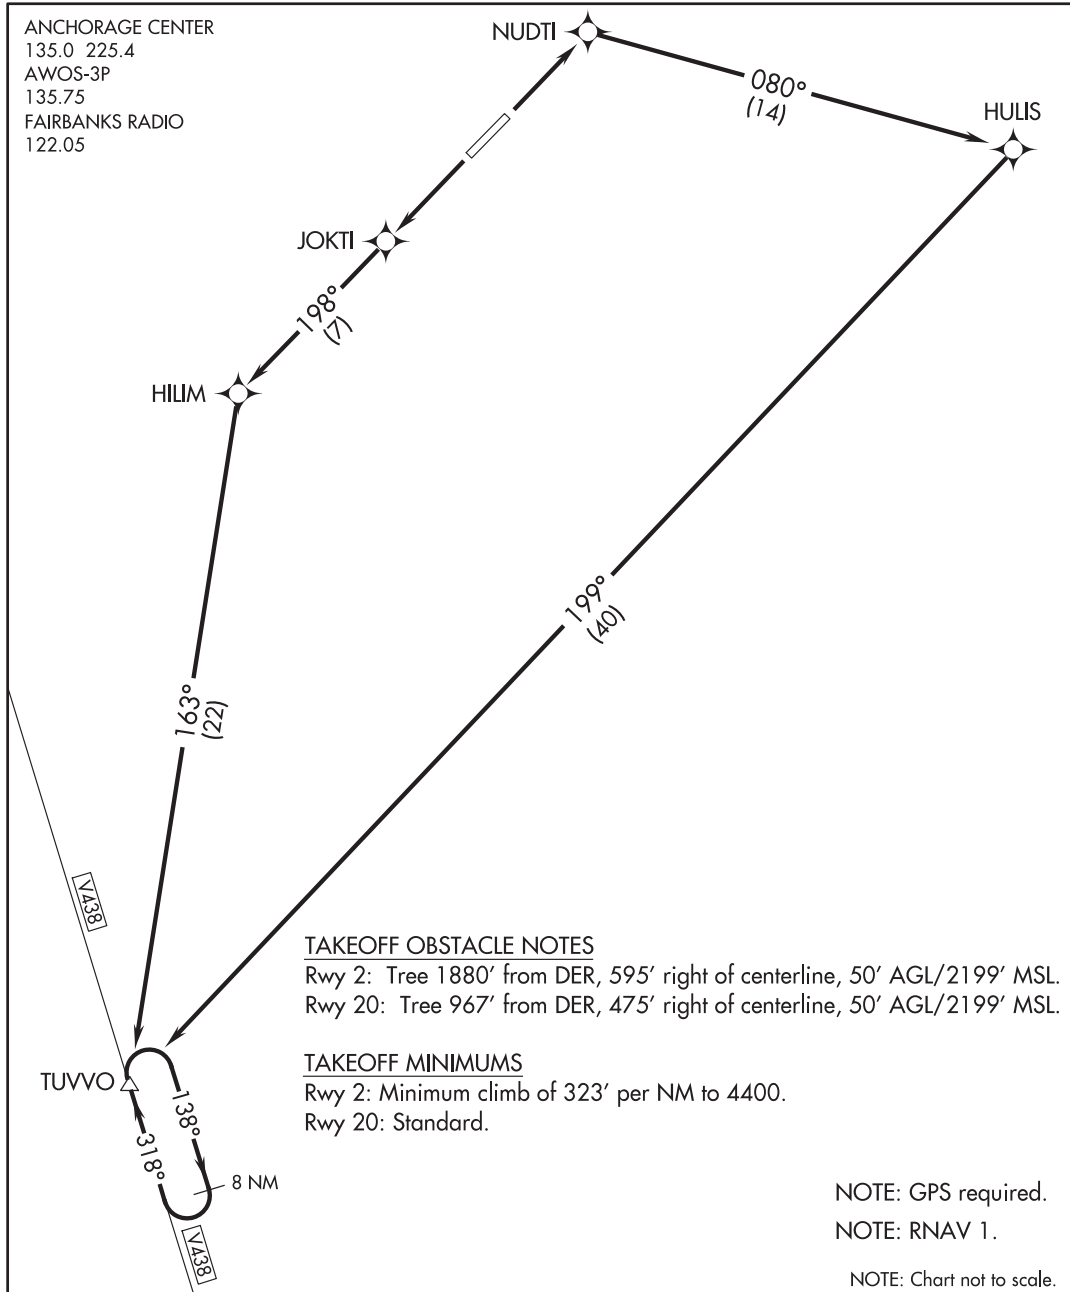 ANCHORAGE CENTER
135.0 225.4
AWOS-3P
135.75
FAIRBANKS RADIO
122.05
NUDTI
080°
(14)
HULIS
JOKTI
198°
(7)
HILIM
199°
(40)
163°
(22)
V438
TAKEOFF OBSTACLE NOTES
Rwy 2: Tree 1880' from DER, 595' right of centerline, 50' AGL/2199' MSL.
Rwy 20: Tree 967' from DER, 475' right of centerline, 50' AGL/2199' MSL.
TAKEOFF MINIMUMS
Rwy 2: Minimum climb of 323' per NM to 4400.
Rwy 20: Standard.
TUVVO
138°
318°
8 NM
V438
NOTE: GPS required.
NOTE: RNAV 1.
NOTE: Chart not to scale.